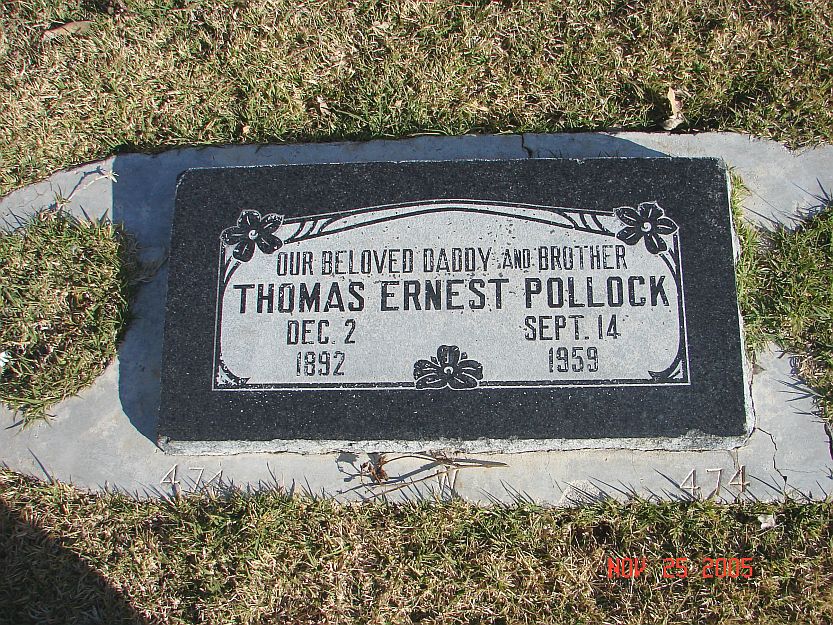 OUR BELOVED DADDY AND BROTHER
THOMAS ERNEST POLLOCK
DEC. 2 SEPT. 14
1892 1959
474 W 474
NOV 25 2005